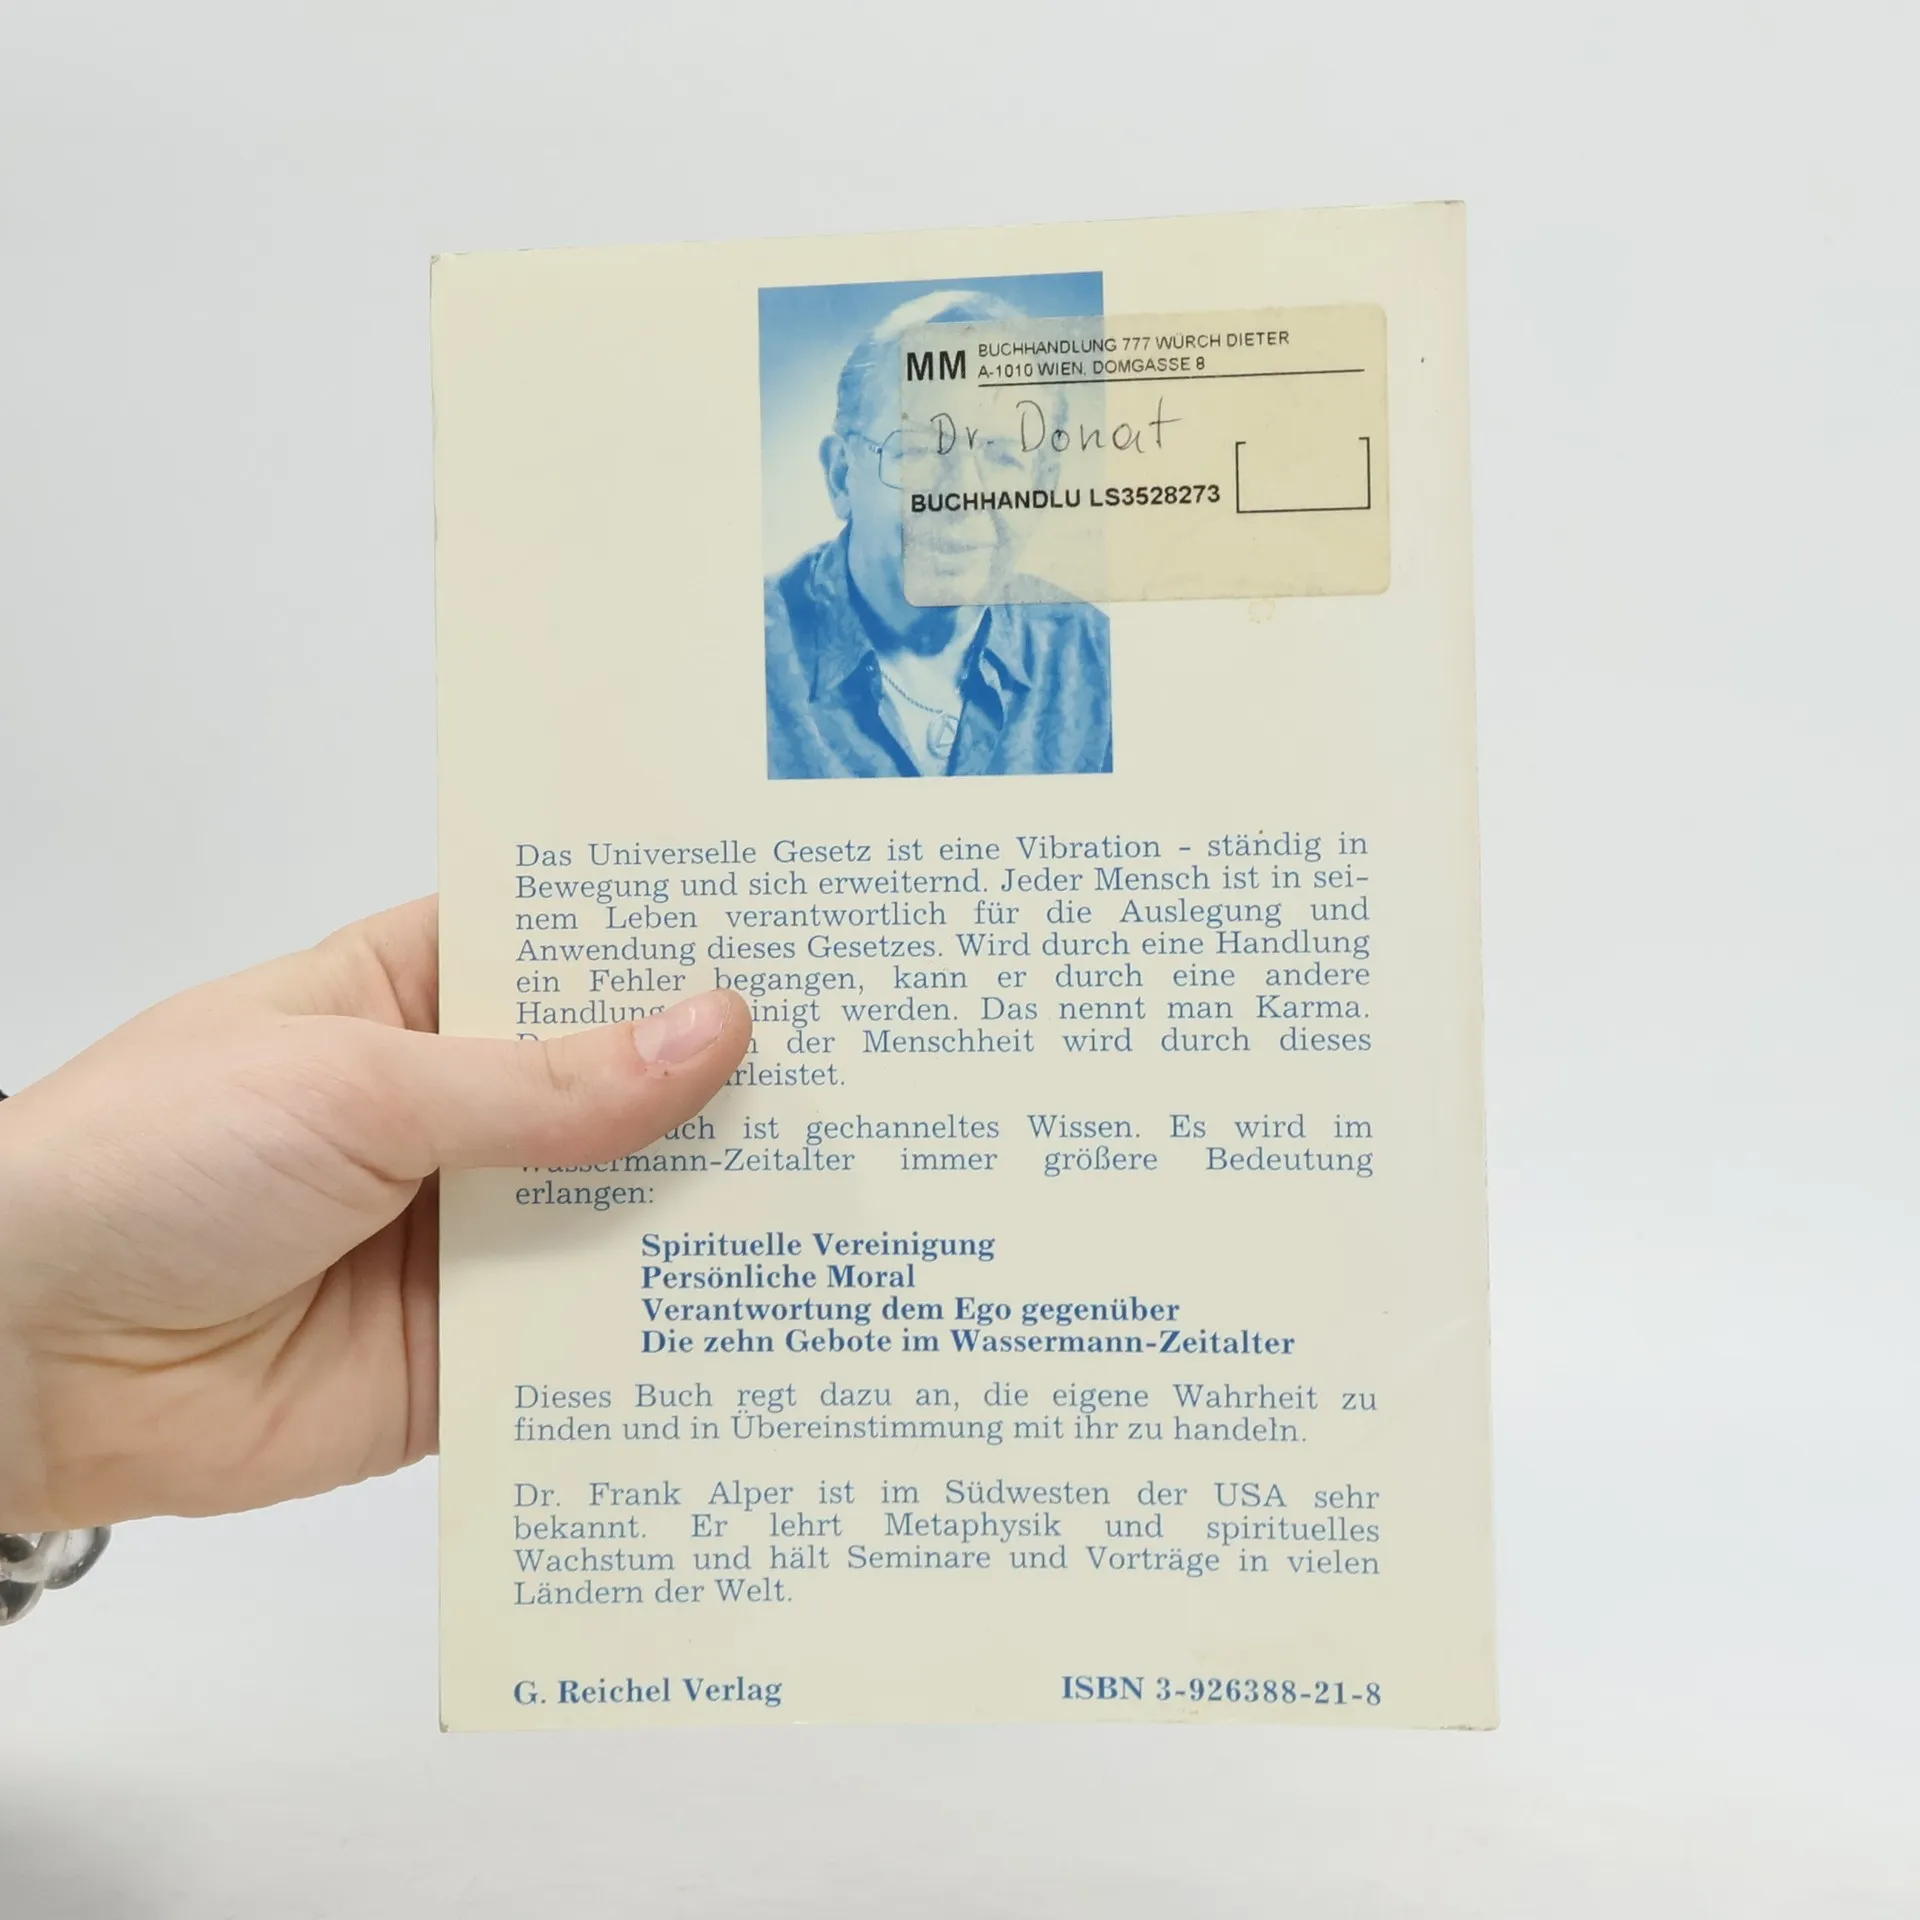 MM BUCHHANDLUNG 777 WÜRCH DIETER
A-1010 WIEN, DOMGASSE 8
Dr. Donat
BUCHHANDLU LS3528273
Das Universelle Gesetz ist eine Vibration - ständig in
Bewegung und sich erweiternd. Jeder Mensch ist in sei-
nem Leben verantwortlich für die Auslegung und
Anwendung dieses Gesetzes. Wird durch eine Handlung
ein Fehler begangen, kann er durch eine andere
Handlung werden. Das nennt man Karma.
der Menschheit wird durch dieses
ist gechanneltes Wissen. Es wird im
Wassermann-Zeitalter immer größere Bedeutung
erlangen:
Spirituelle Vereinigung
Persönliche Moral
Verantwortung dem Ego gegenüber
Die zehn Gebote im Wassermann-Zeitalter
Dieses Buch regt dazu an, die eigene Wahrheit zu
finden und in Übereinstimmung mit ihr zu handeln.
Dr. Frank Alper ist im Südwesten der USA sehr
bekannt. Er lehrt Metaphysik und spirituelles
Wachstum und hält Seminare und Vorträge in vielen
Ländern der Welt.
G. Reichel Verlag
ISBN 3-926388-21-8